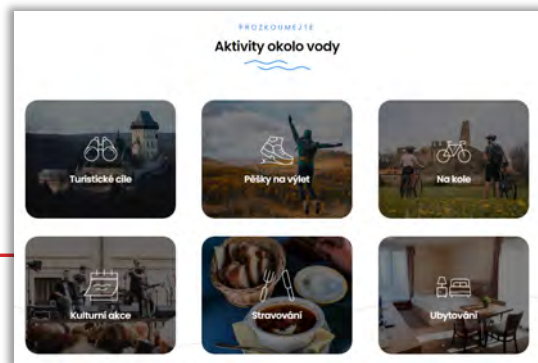 PROZKOUMEJTE
Aktivity okolo vody
Turistické cíle
Pěšky na výlet
Na kole
Kulturní akce
Stravování
Ubytování